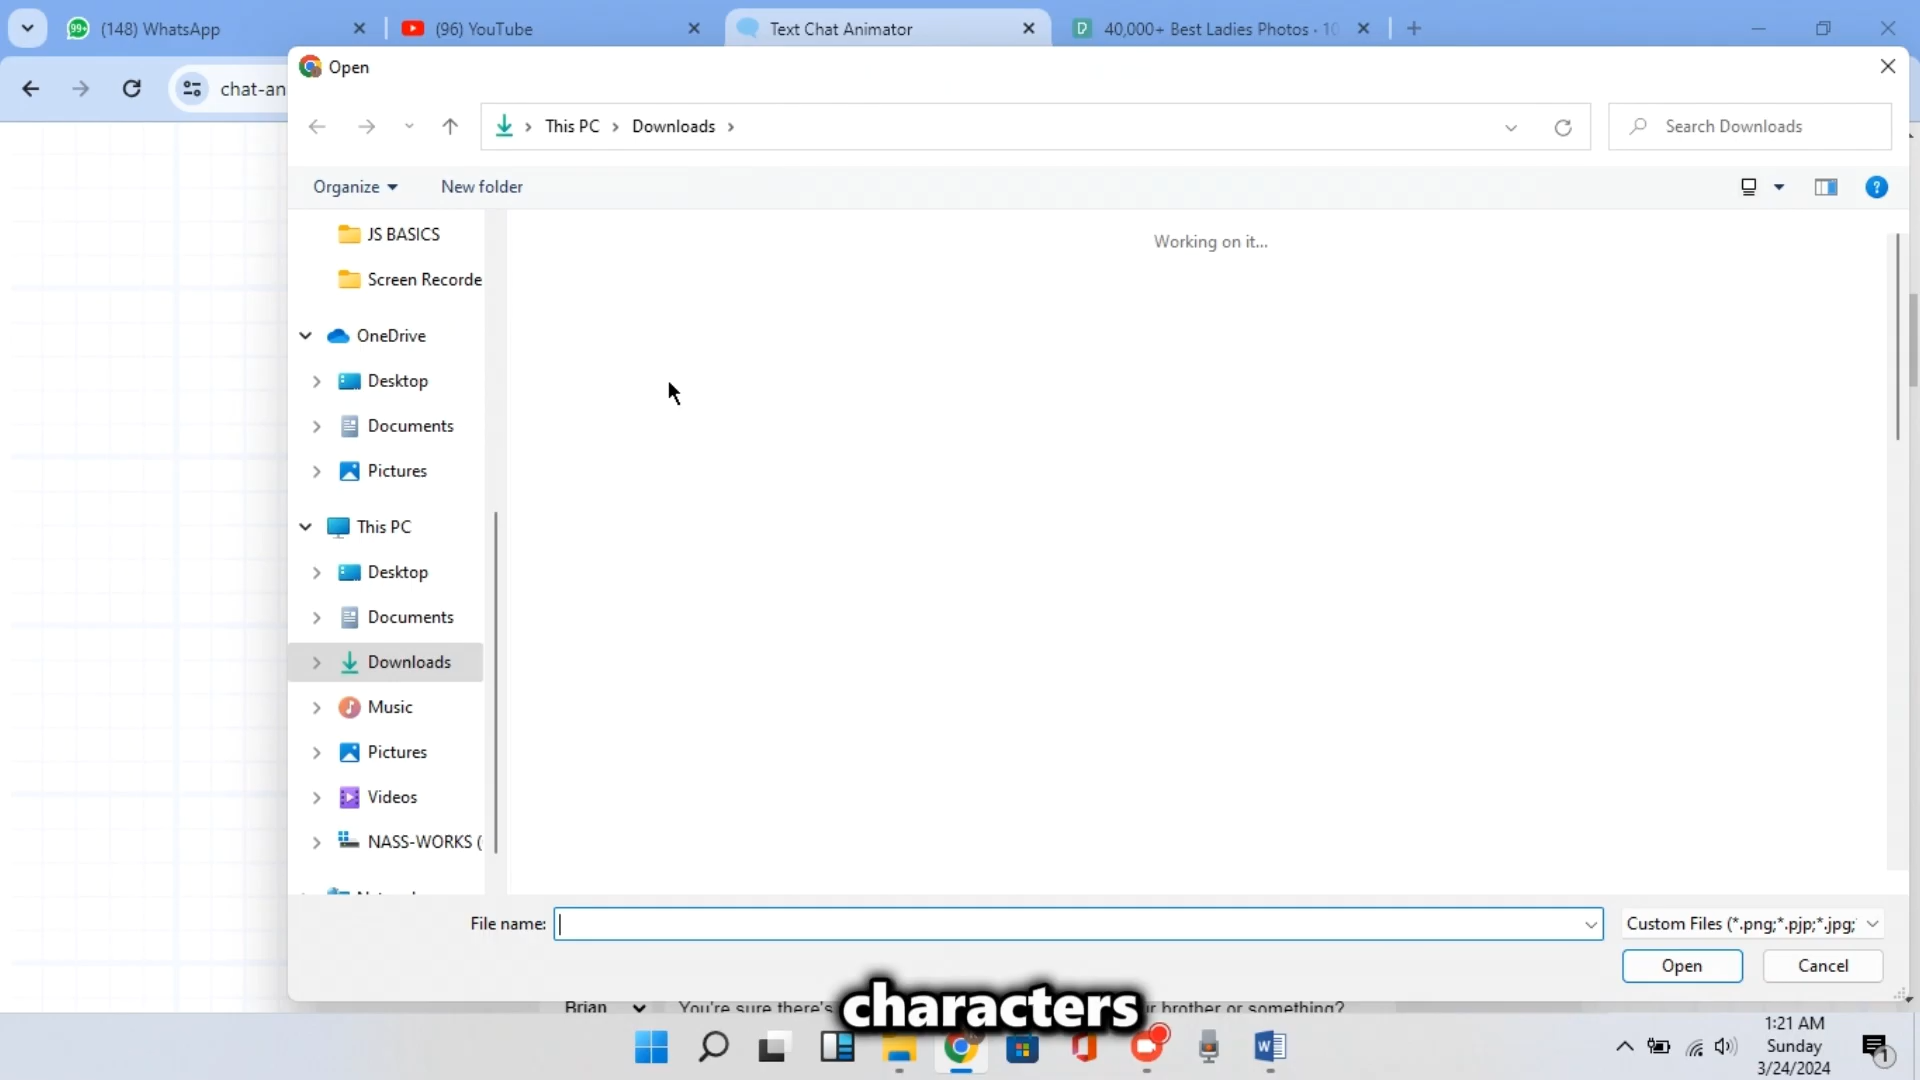 99+ (148) WhatsApp
(96) YouTube
Text Chat Animator
D 40,000+ Best Ladies Photos · 10
chat-an
Open
This PC > Downloads >
Search Downloads
Organize
New folder
JS BASICS
Working on it...
Screen Recorde
OneDrive
Desktop
Documents
Pictures
This PC
Desktop
Documents
Downloads
Music
Pictures
Videos
NASS-WORKS (
File name:
Custom Files (*.png;*.pjp;*.jpg;
Open
Cancel
Brian
You're sure there's
ur brother or something?
characters
1:21 AM
Sunday
3/24/2024
1